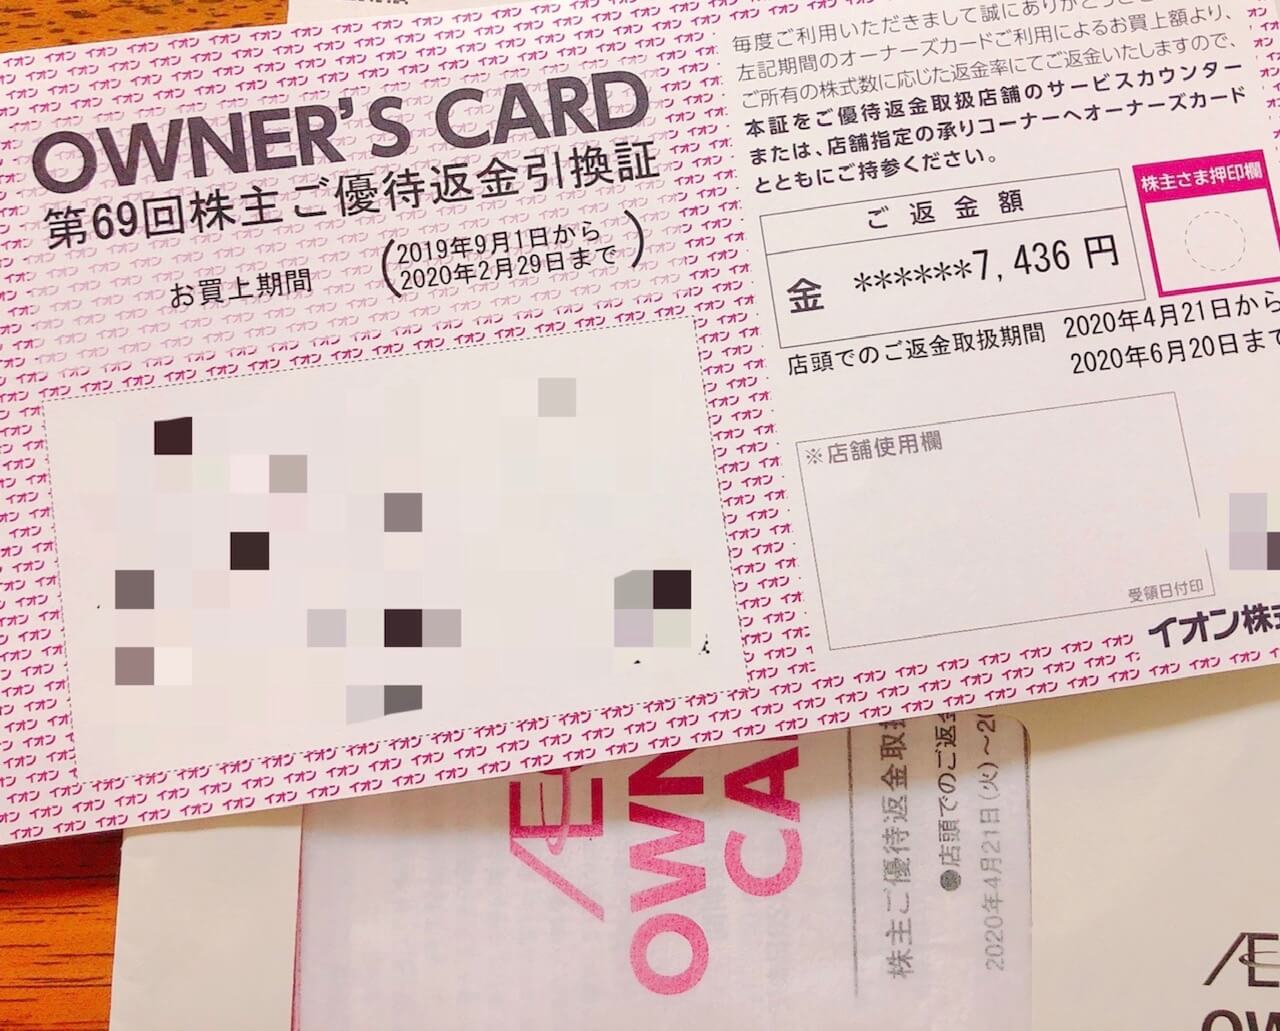 OWNER'S CARD
第69回株主ご優待返金引換証
お買上期間
(2019年9月1日から
2020年2月29日まで)
毎度ご利用いただきまして誠にありがとうご
左記期間のオーナーズカードご利用によるお買上額より、
ご所有の株式数に応じた返金率にてご返金いたしますので、
本証をご優待返金取扱店舗のサービスカウンター
または、店舗指定の承りコーナーへオーナーズカード
とともにご持参ください。
ご返金額
金 ******7,436 円
株主さま押印欄
店頭でのご返金取扱期間 2020年4月21日から
2020年6月20日まで
※店舗使用欄
受領日付印
イオン株式
ÆO
OWN
CA
株主ご優待返金取扱
●店頭でのご返金
2020年4月21日(火)〜20
Æ
OW